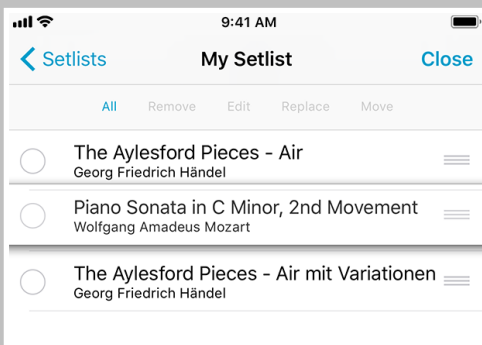 9:41 AM
Setlists
My Setlist
Close
All
Remove
Edit
Replace
Move
The Aylesford Pieces - Air
Georg Friedrich Händel
Piano Sonata in C Minor, 2nd Movement
Wolfgang Amadeus Mozart
The Aylesford Pieces - Air mit Variationen
Georg Friedrich Händel